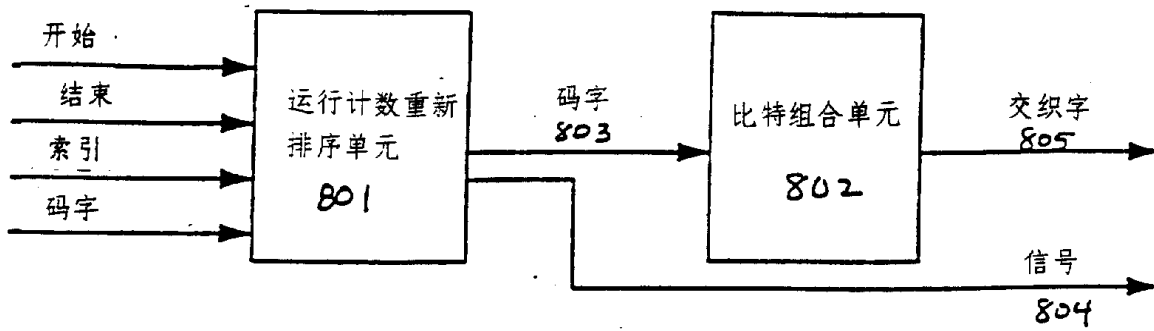 开始
结束
索引
码字
运行计数重新
排序单元
801
码字
803
比特组合单元
802
交织字
805
信号
804